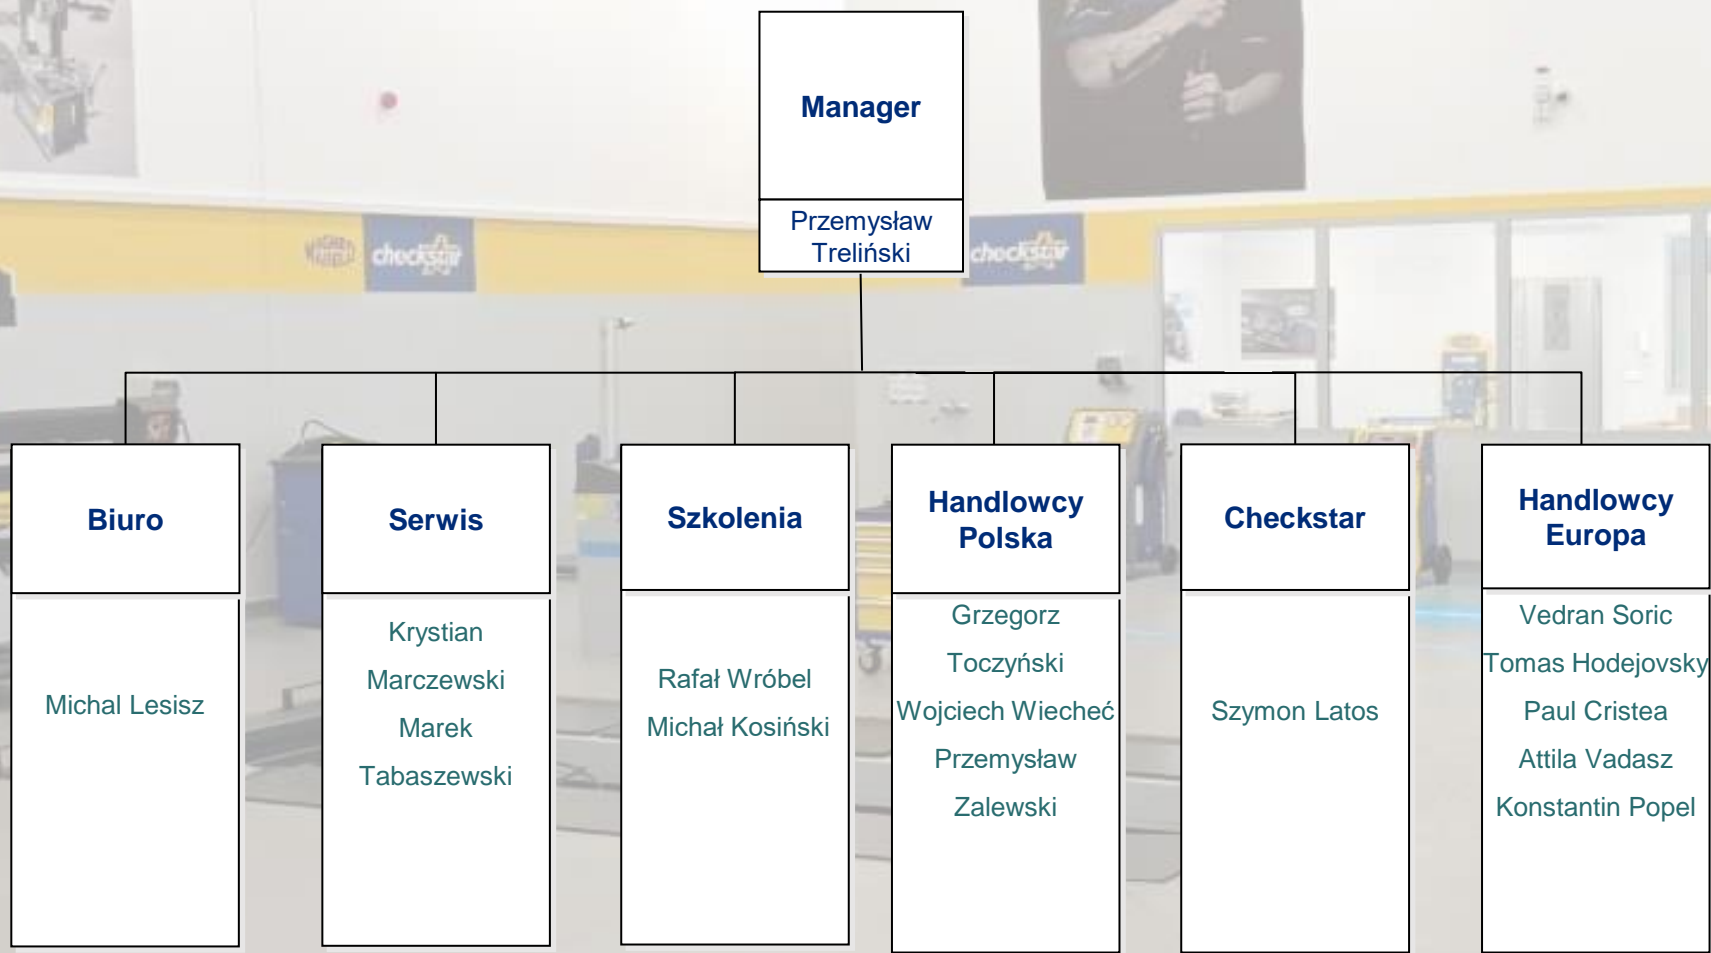 Manager
Przemysław
Treliński
checkstar
checkstar
Biuro
Serwis
Szkolenia
Handlowcy
Polska
Checkstar
Handlowcy
Europa
Michal Lesisz
Krystian
Marczewski
Marek
Tabaszewski
Rafał Wróbel
Michał Kosiński
Grzegorz
Toczyński
Wojciech Wiecheć
Przemysław
Zalewski
Szymon Latos
Vedran Soric
Tomas Hodejovsky
Paul Cristea
Attila Vadasz
Konstantin Popel